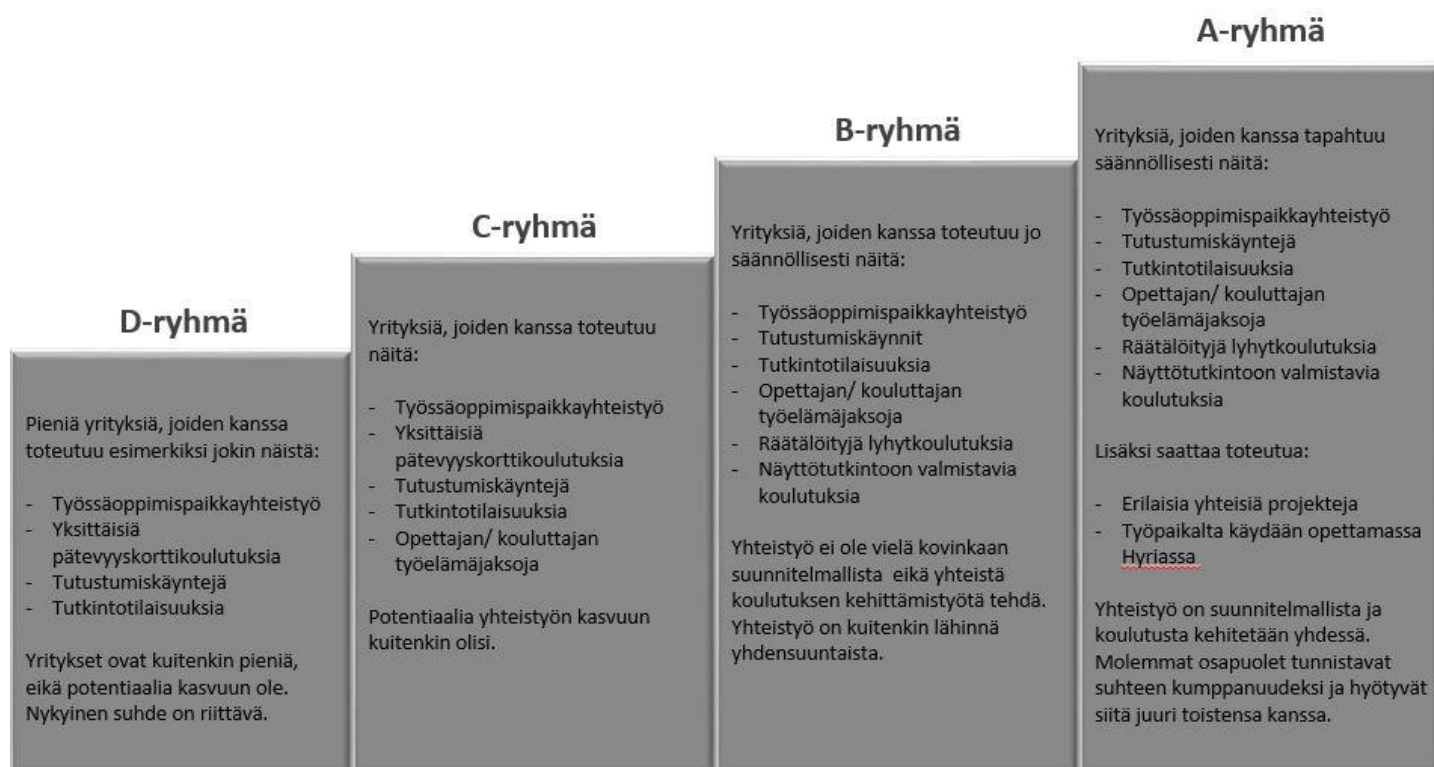 D-ryhmä
Pieniä yrityksiä, joiden kanssa
toteutuu esimerkiksi jokin näistä:
- Työssäoppimispaikkayhteistyö
- Yksittäisiä
pätevyyskorttikoulutuksia
- Tutustumiskäyntejä
- Tutkintotilaisuuksia
Yritykset ovat kuitenkin pieniä,
eikä potentiaalia kasvuun ole.
Nykyinen suhde on riittävä.
C-ryhmä
Yrityksiä, joiden kanssa toteutuu
näitä:
- Työssäoppimispaikkayhteistyö
- Yksittäisiä
pätevyyskorttikoulutuksia
- Tutustumiskäyntejä
- Tutkintotilaisuuksia
- Opettajan/ kouluttajan
työelämäjaksoja
Potentiaalia yhteistyön kasvuun
kuitenkin olisi.
B-ryhmä
Yrityksiä, joiden kanssa toteutuu jo
säännöllisesti näitä:
- Työssäoppimispaikkayhteistyö
- Tutustumiskäynnit
- Tutkintotilaisuuksia
- Opettajan/ kouluttajan
työelämäjaksoja
- Räätälöityjä lyhytkoulutuksia
- Näyttötutkintoon valmistavia
koulutuksia
Yhteistyö ei ole vielä kovinkaan
suunnitelmallista eikä yhteistä
koulutuksen kehittämistyötä tehdä.
Yhteistyö on kuitenkin lähinnä
yhdensuuntaista.
A-ryhmä
Yrityksiä, joiden kanssa tapahtuu
säännöllisesti näitä:
- Työssäoppimispaikkayhteistyö
- Tutustumiskäyntejä
- Tutkintotilaisuuksia
- Opettajan/ kouluttajan
työelämäjaksoja
- Räätälöityjä lyhytkoulutuksia
- Näyttötutkintoon valmistavia
koulutuksia
Lisäksi saattaa toteutua:
- Erilaisia yhteisiä projekteja
- Työpaikalta käydään opettamassa
Hyriassa
Yhteistyö on suunnitelmallista ja
koulutusta kehitetään yhdessä.
Molemmat osapuolet tunnistavat
suhteen kumppanuudeksi ja hyötyvät
siitä juuri toistensa kanssa.